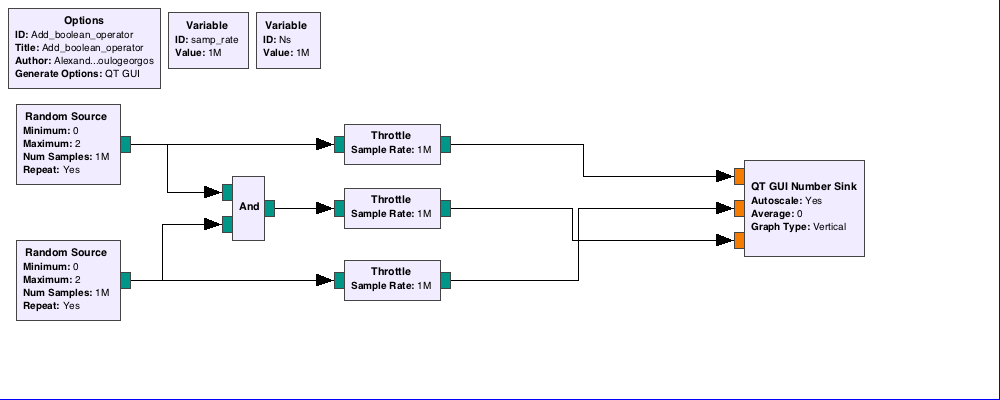 Options
ID: Add_boolean_operator
Title: Add_boolean_operator
Author: Alexand...oulogeorgos
Generate Options: QT GUI
Variable
ID: samp_rate
Value: 1M
Variable
ID: Ns
Value: 1M
Random Source
Minimum: 0
Maximum: 2
Num Samples: 1M
Repeat: Yes
Throttle
Sample Rate: 1M
And
Throttle
Sample Rate: 1M
QT GUI Number Sink
Autoscale: Yes
Average: 0
Graph Type: Vertical
Random Source
Minimum: 0
Maximum: 2
Num Samples: 1M
Repeat: Yes
Throttle
Sample Rate: 1M